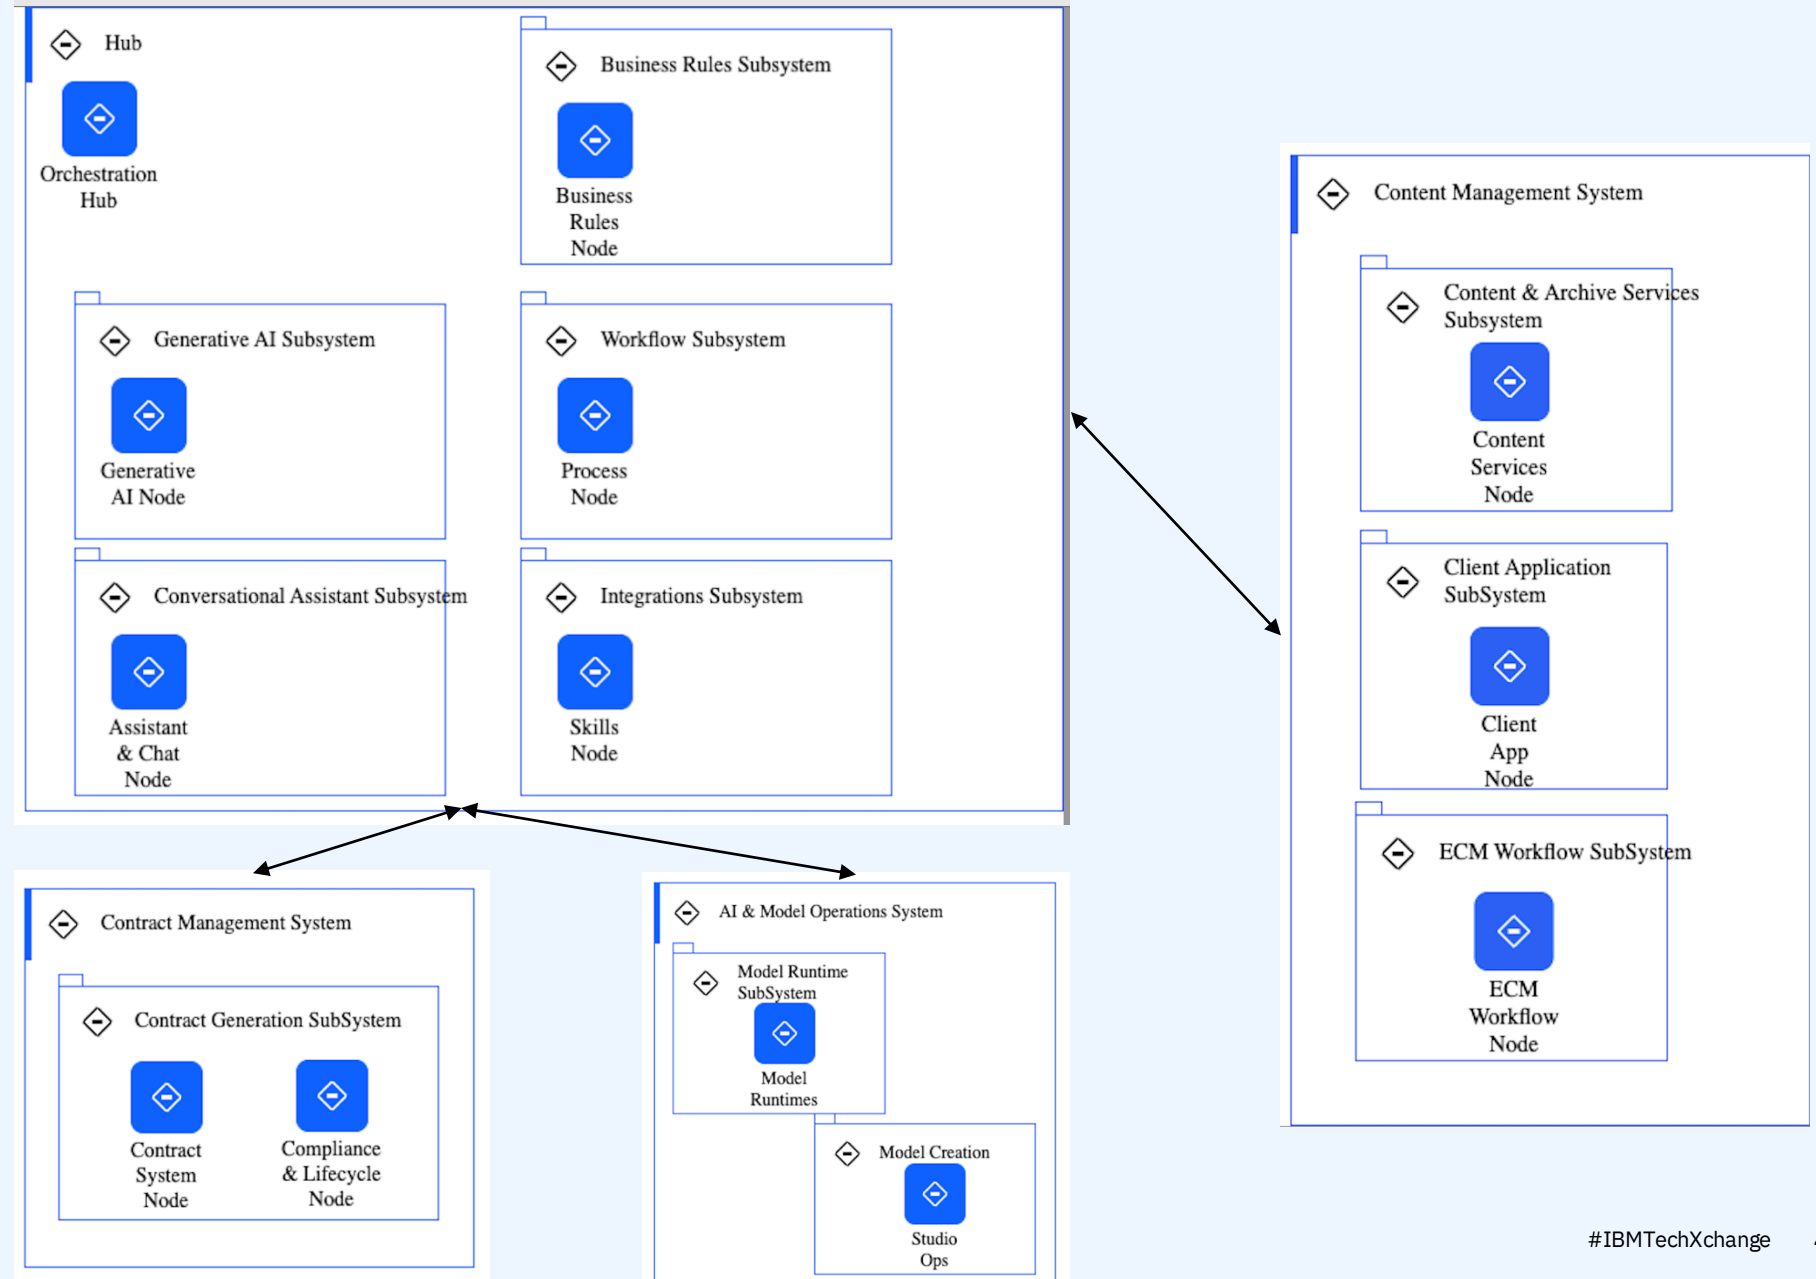 Hub
Orchestration
Hub
Business Rules Subsystem
Business
Rules
Node
Generative AI Subsystem
Generative
AI Node
Workflow Subsystem
Process
Node
Conversational Assistant Subsystem
Assistant
& Chat
Node
Integrations Subsystem
Skills
Node
Content Management System
Content & Archive Services
Subsystem
Content
Services
Node
Client Application
SubSystem
Client
App
Node
ECM Workflow SubSystem
ECM
Workflow
Node
Contract Management System
Contract Generation SubSystem
Contract
System
Node
Compliance
& Lifecycle
Node
AI & Model Operations System
Model Runtime
SubSystem
Model
Runtimes
Model Creation
Studio
Ops
#IBMTechXchange